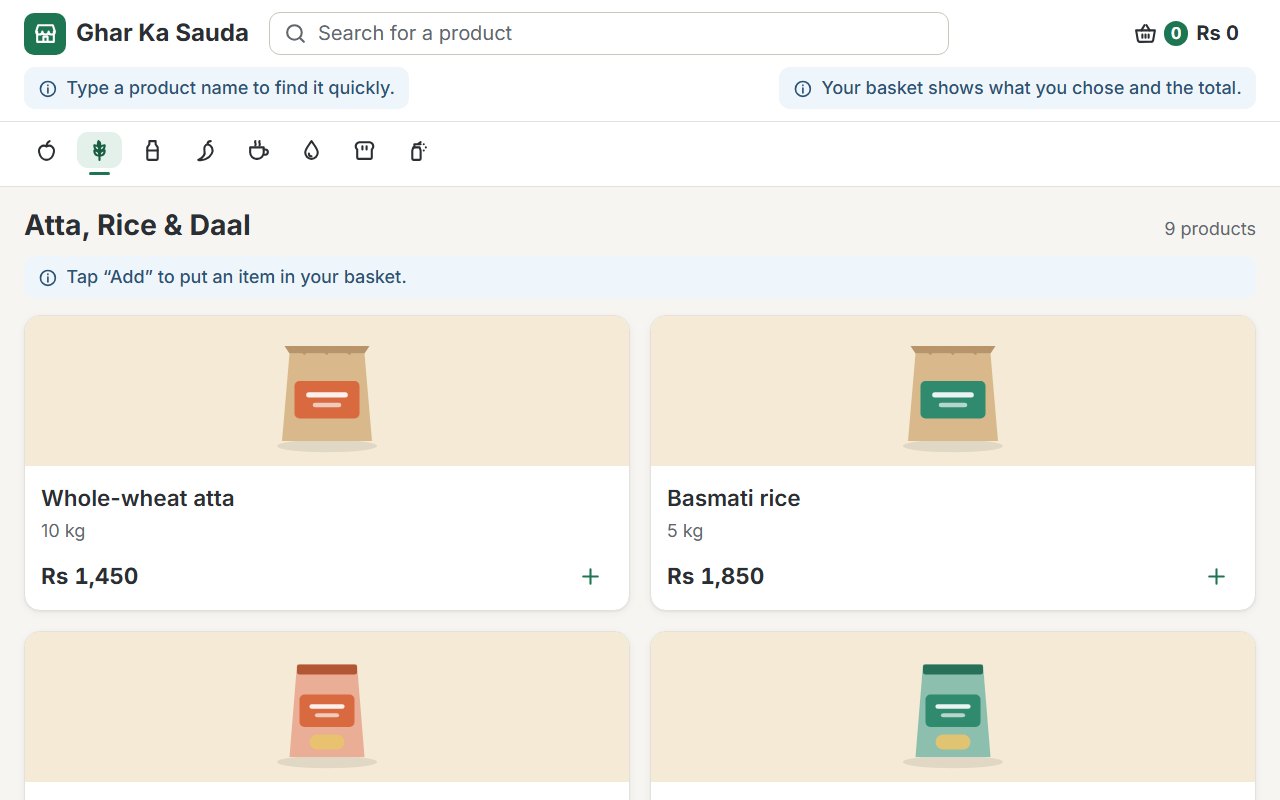 Ghar Ka Sauda
Search for a product
0 Rs 0
Type a product name to find it quickly.
Your basket shows what you chose and the total.
Atta, Rice & Daal
9 products
Tap “Add” to put an item in your basket.
Whole-wheat atta
10 kg
Rs 1,450
Basmati rice
5 kg
Rs 1,850